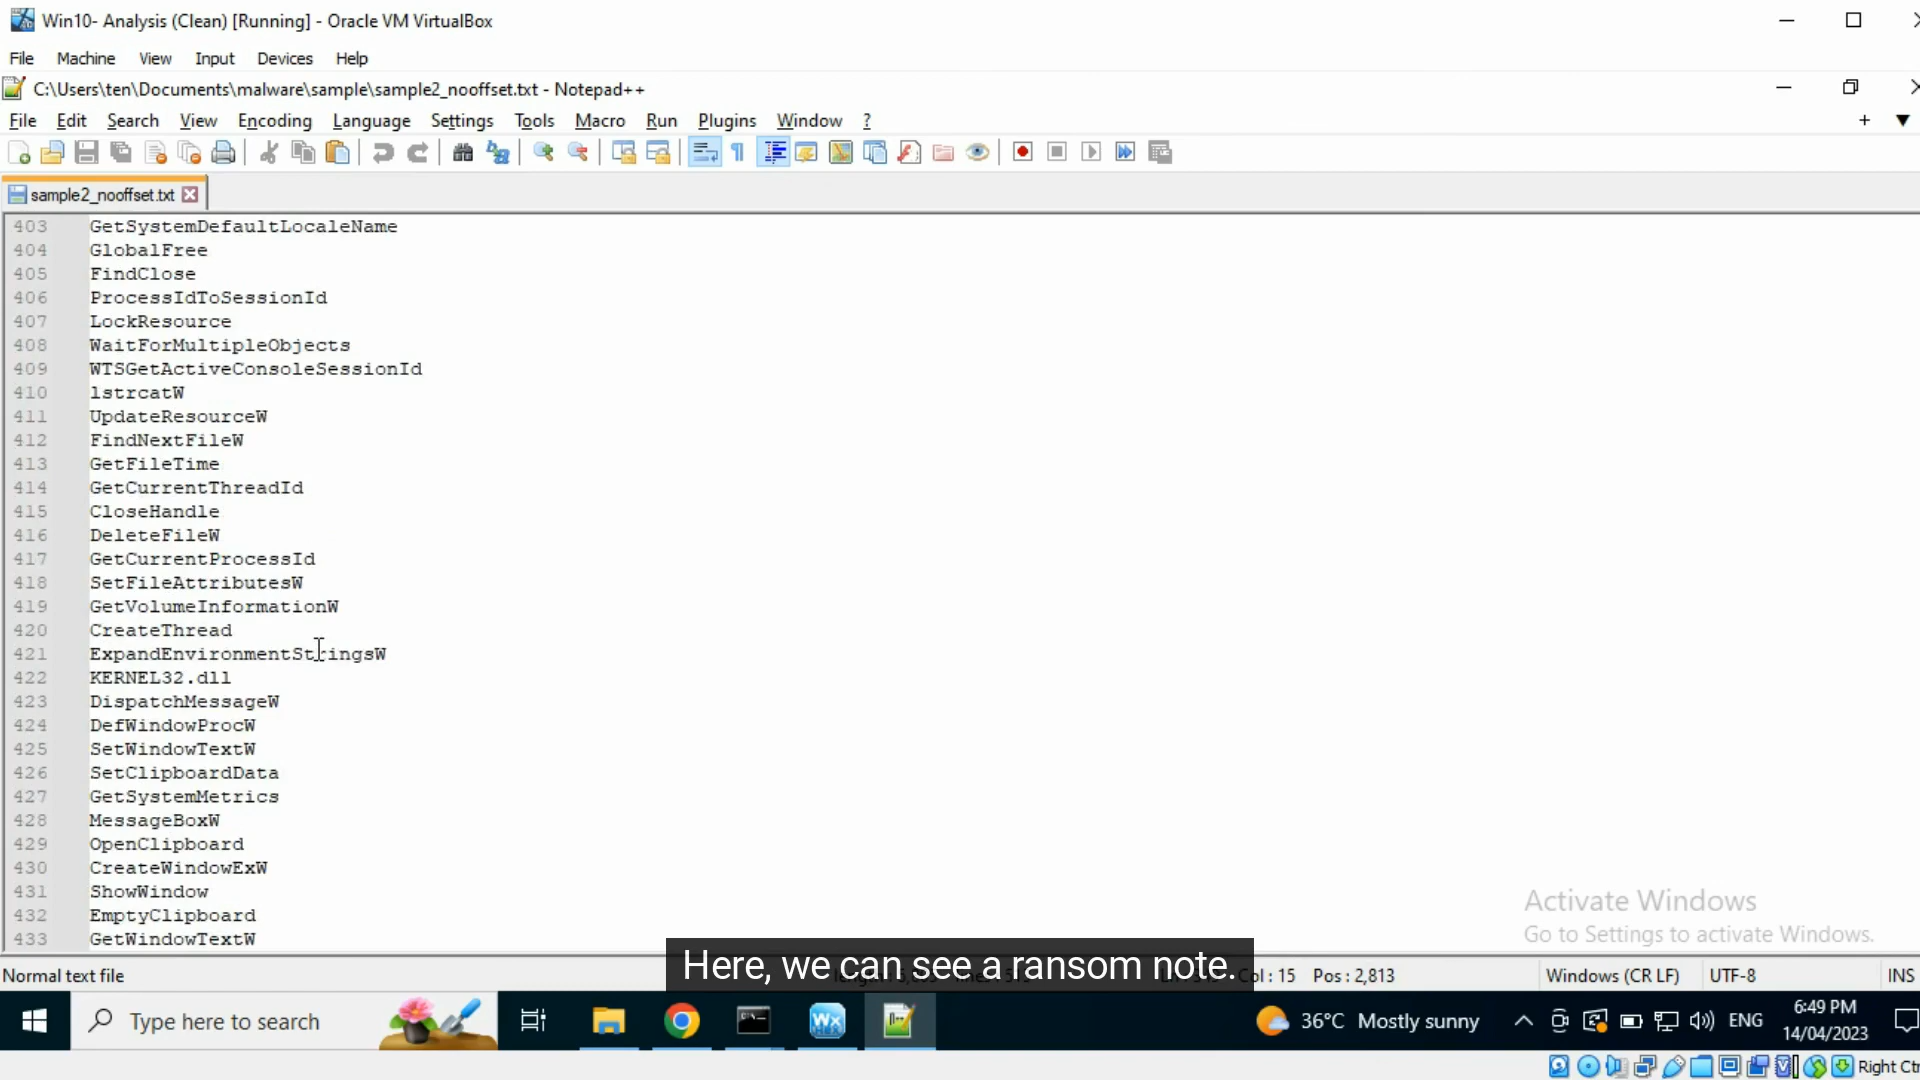 Win10- Analysis (Clean) [Running] - Oracle VM VirtualBox
File Machine View Input Devices Help
C:\Users\ten\Documents\malware\sample\sample2_nooffset.txt - Notepad++
File Edit Search View Encoding Language Settings Tools Macro Run Plugins Window ?
sample2_nooffset.txt
403 GetSystemDefaultLocaleName
404 GlobalFree
405 FindClose
406 ProcessIdToSessionId
407 LockResource
408 WaitForMultipleObjects
409 WTSGetActiveConsoleSessionId
410 lstrcatW
411 UpdateResourceW
412 FindNextFileW
413 GetFileTime
414 GetCurrentThreadId
415 CloseHandle
416 DeleteFileW
417 GetCurrentProcessId
418 SetFileAttributesW
419 GetVolumeInformationW
420 CreateThread
421 ExpandEnvironmentStringsW
422 KERNEL32.dll
423 DispatchMessageW
424 DefWindowProcW
425 SetWindowTextW
426 SetClipboardData
427 GetSystemMetrics
428 MessageBoxW
429 OpenClipboard
430 CreateWindowExW
431 ShowWindow
432 EmptyClipboard
433 GetWindowTextW
Activate Windows
Go to Settings to activate Windows.
Here, we can see a ransom note.
Normal text file Col : 15 Pos : 2,813 Windows (CR LF) UTF-8 INS
Type here to search 36°C Mostly sunny ENG 6:49 PM
14/04/2023
Right Ctr